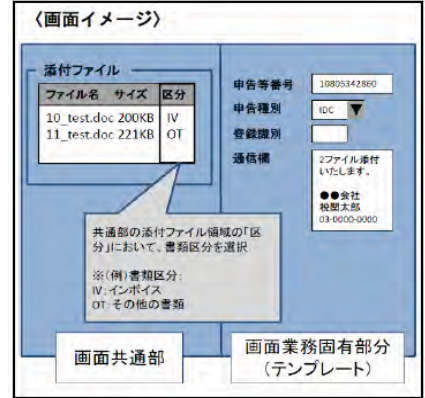 〈画面イメージ〉
添付ファイル
ファイル名 サイズ 区分
10_test.doc 200KB IV
11_test.doc 221KB OT
共通部の添付ファイル領域の「区
分」において、書類区分を選択
※(例)書類区分:
IV:インボイス
OT:その他の書類
画面共通部
申告等番号 10805342860
申告種別 IDC ▼
登録識別
通信欄
2ファイル添付
いたします。
●●会社
税関太郎
03-0000-0000
画面業務固有部分
(テンプレート)